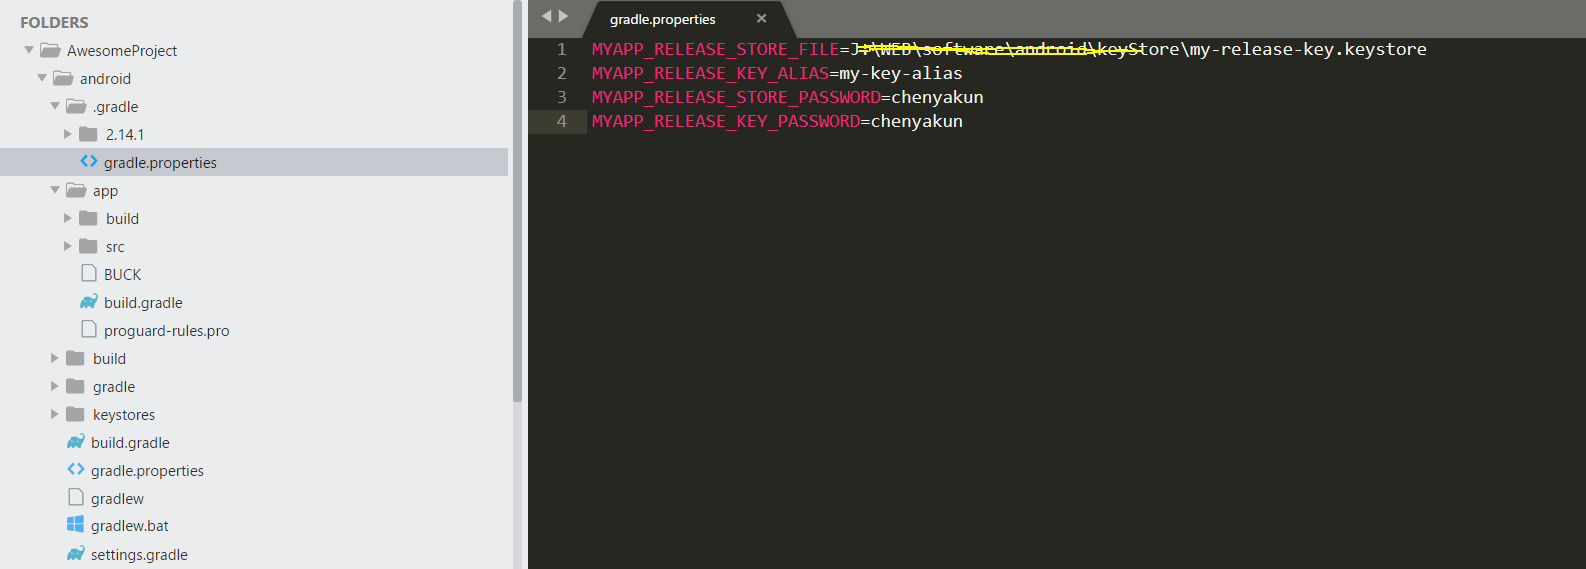 FOLDERS
AwesomeProject
android
.gradle
2.14.1
gradle.properties
app
build
src
BUCK
build.gradle
proguard-rules.pro
build
gradle
keystores
build.gradle
gradle.properties
gradlew
gradlew.bat
settings.gradle
gradle.properties
1 MYAPP_RELEASE_STORE_FILE=J:\WEB\software\android\keyStore\my-release-key.keystore
2 MYAPP_RELEASE_KEY_ALIAS=my-key-alias
3 MYAPP_RELEASE_STORE_PASSWORD=chenyakun
4 MYAPP_RELEASE_KEY_PASSWORD=chenyakun